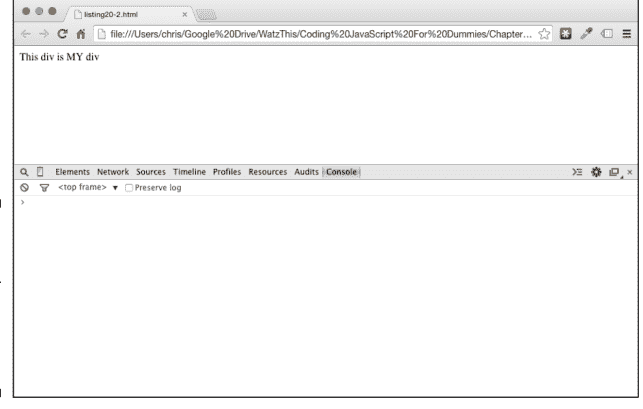 listing20-2.html
file:///Users/chris/Google%20Drive/WatzThis/Coding%20JavaScript%20For%20Dummies/Chapter...
This div is MY div
Elements Network Sources Timeline Profiles Resources Audits Console
<top frame> ▼ Preserve log